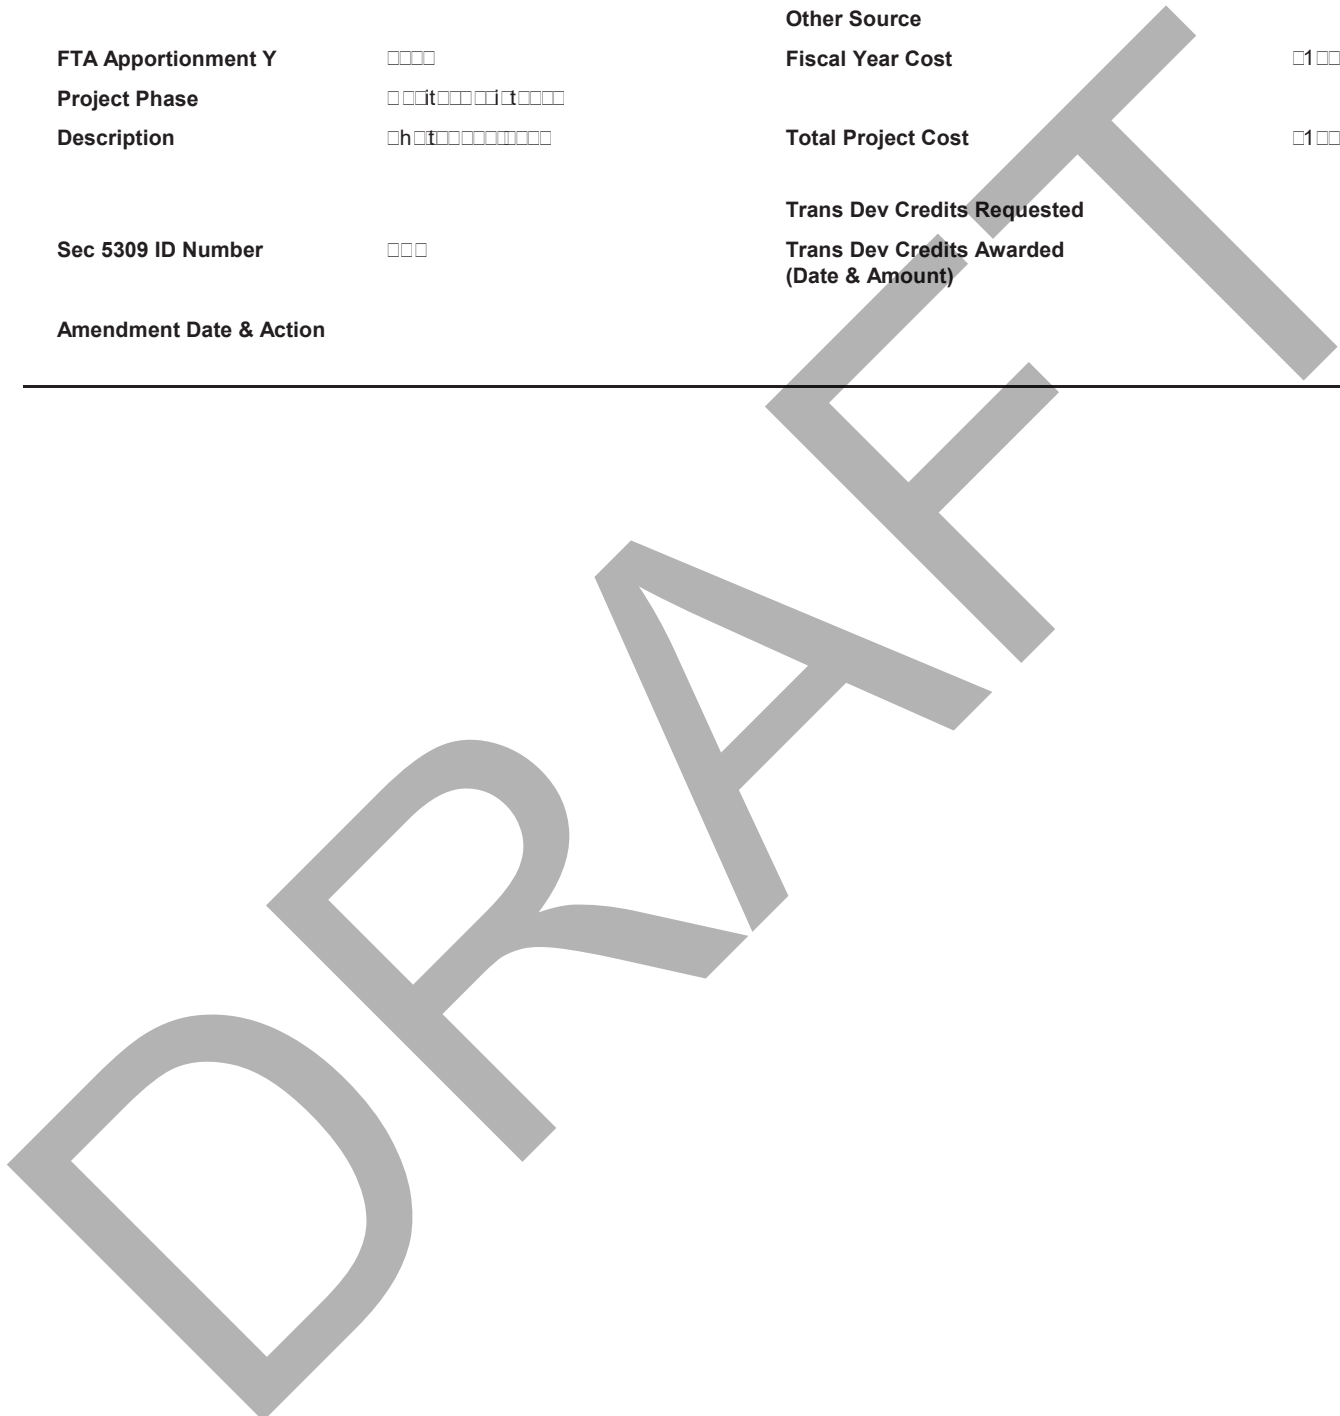 Other Source
FTA Apportionment Y
Fiscal Year Cost
Project Phase
Description
Total Project Cost
Trans Dev Credits Requested
Sec 5309 ID Number
Trans Dev Credits Awarded
(Date & Amount)
Amendment Date & Action
DRAFT